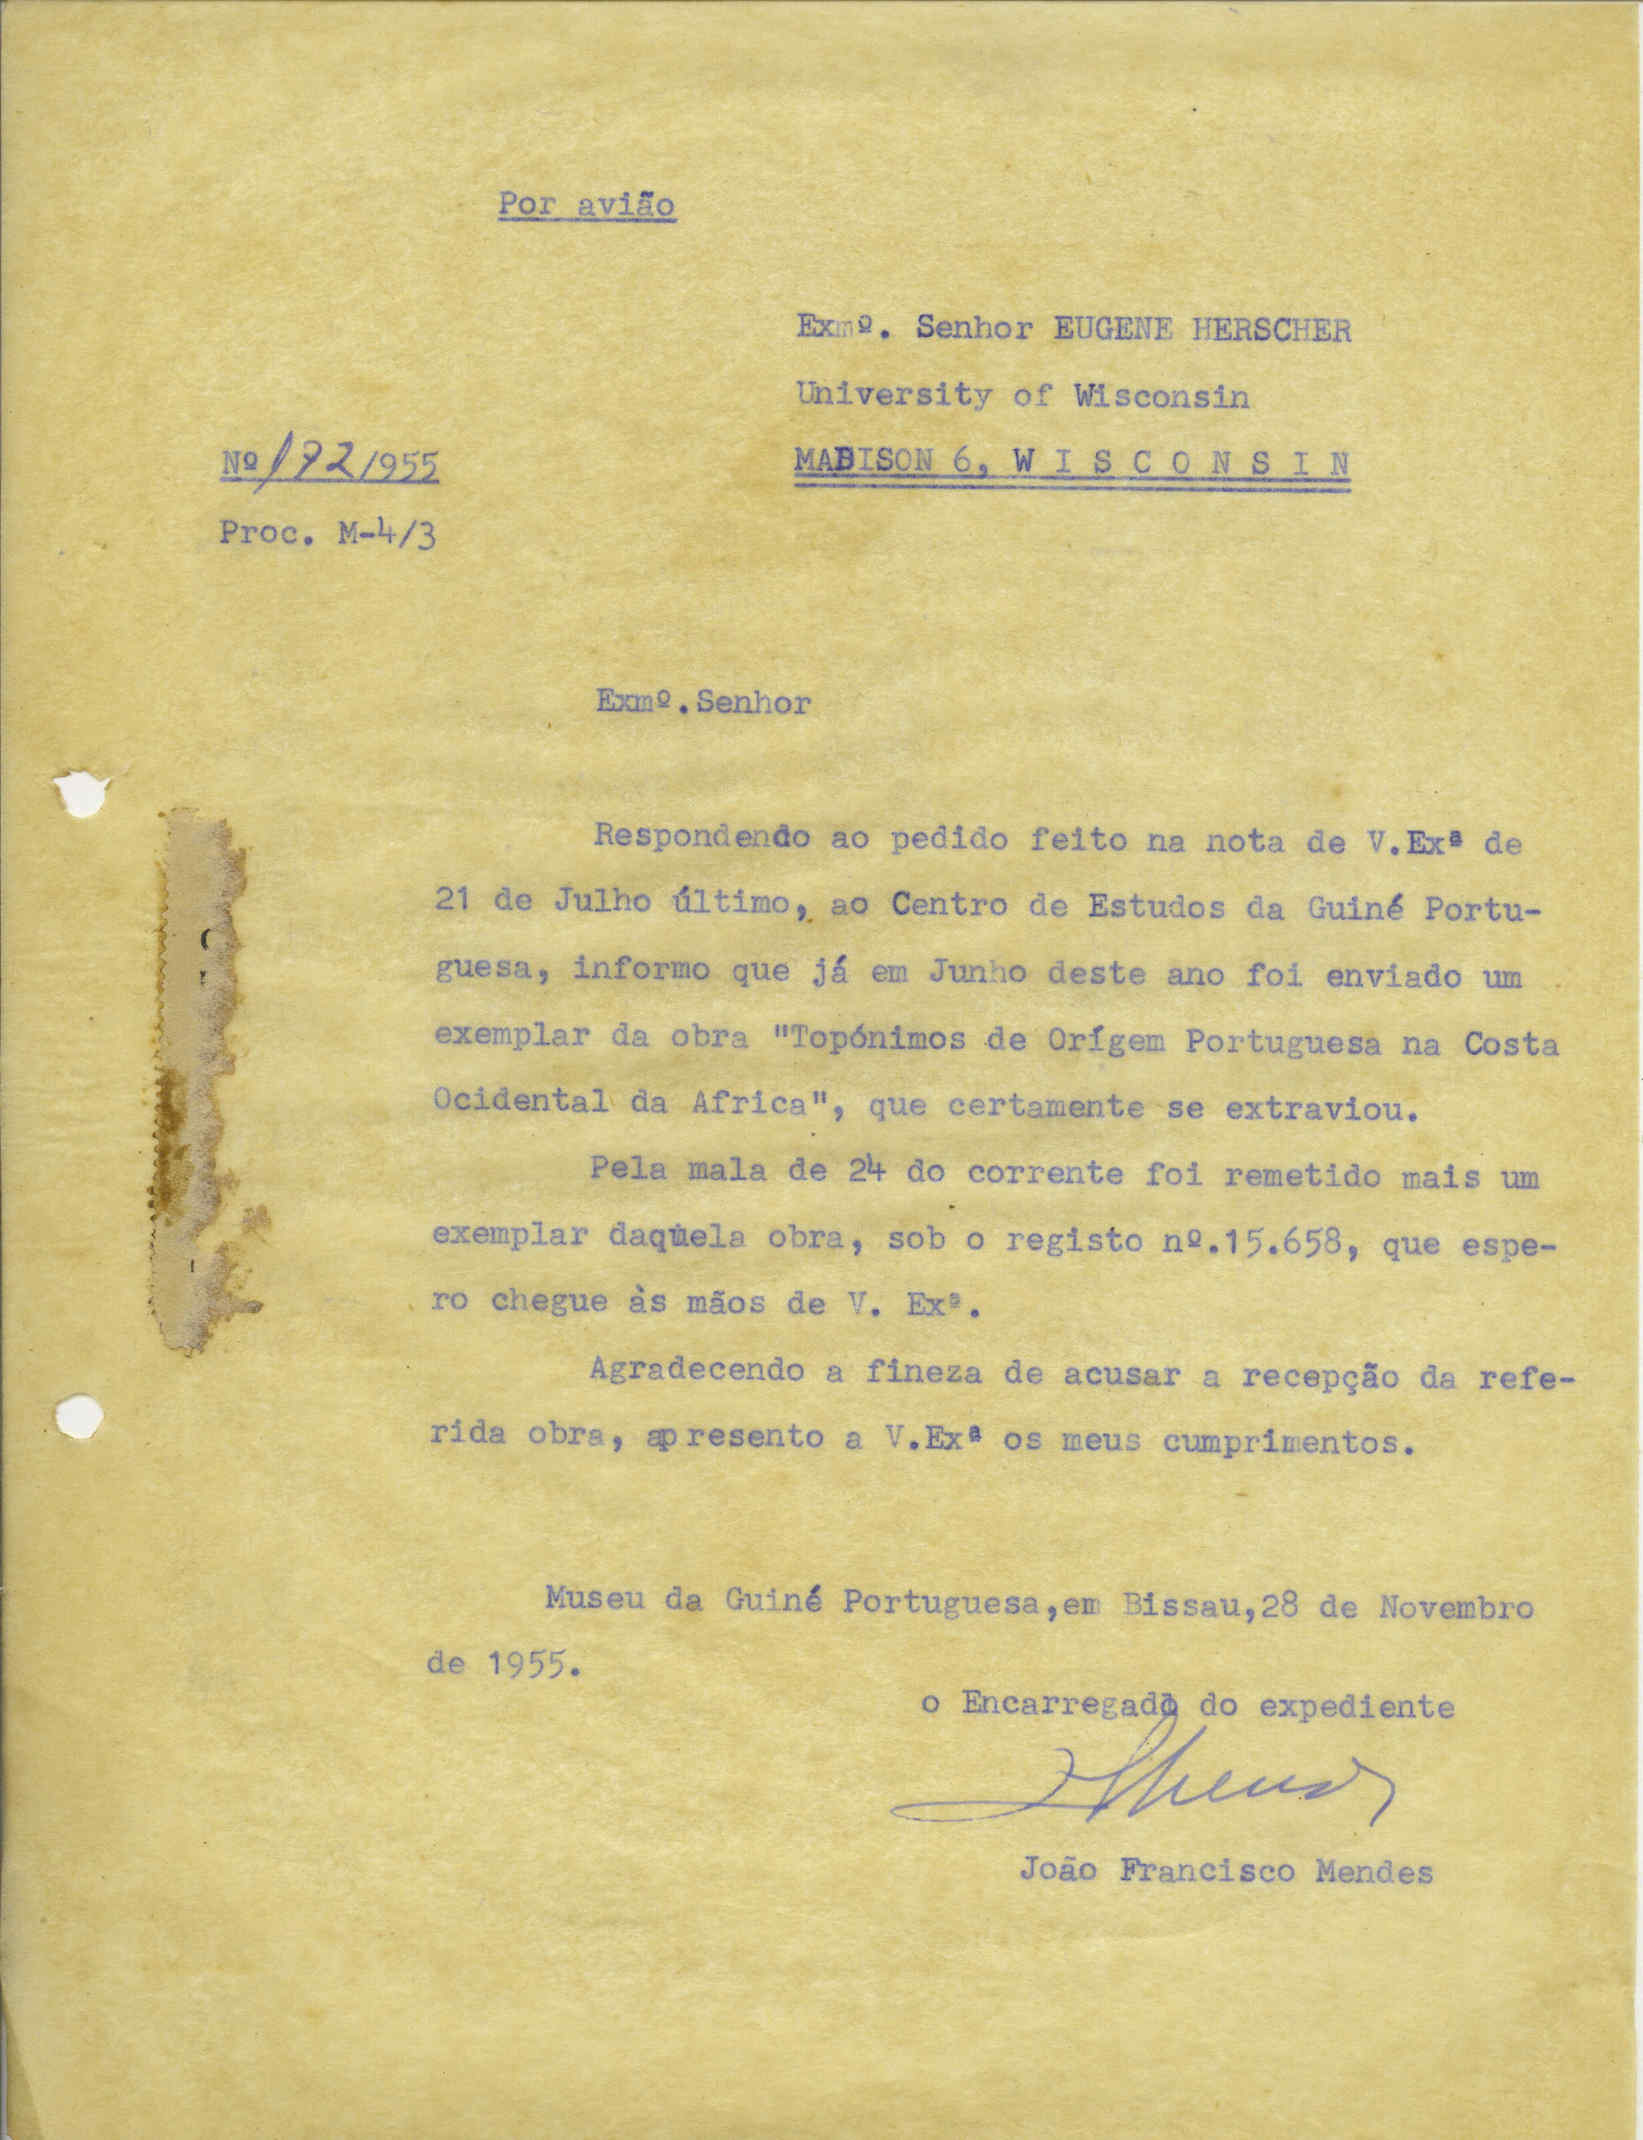 Por avião
Exmº. Senhor EUGENE HERSCHER
University of Wisconsin
MADISON 6, W I S C O N S I N
Nº 172/1955
Proc. M-4/3
Exmº.Senhor
Respondendo ao pedido feito na nota de V.Exª de
21 de Julho último, ao Centro de Estudos da Guiné Portu-
guesa, informo que já em Junho deste ano foi enviado um
exemplar da obra "Topónimos de Orígem Portuguesa na Costa
Ocidental da Africa", que certamente se extraviou.
Pela mala de 24 do corrente foi remetido mais um
exemplar daquela obra, sob o registo nº.15.658, que espe-
ro chegue às mãos de V. Exª.
Agradecendo a fineza de acusar a recepção da refe-
rida obra, apresento a V.Exª os meus cumprimentos.
Museu da Guiné Portuguesa,em Bissau,28 de Novembro
de 1955.
o Encarregado do expediente
João Francisco Mendes